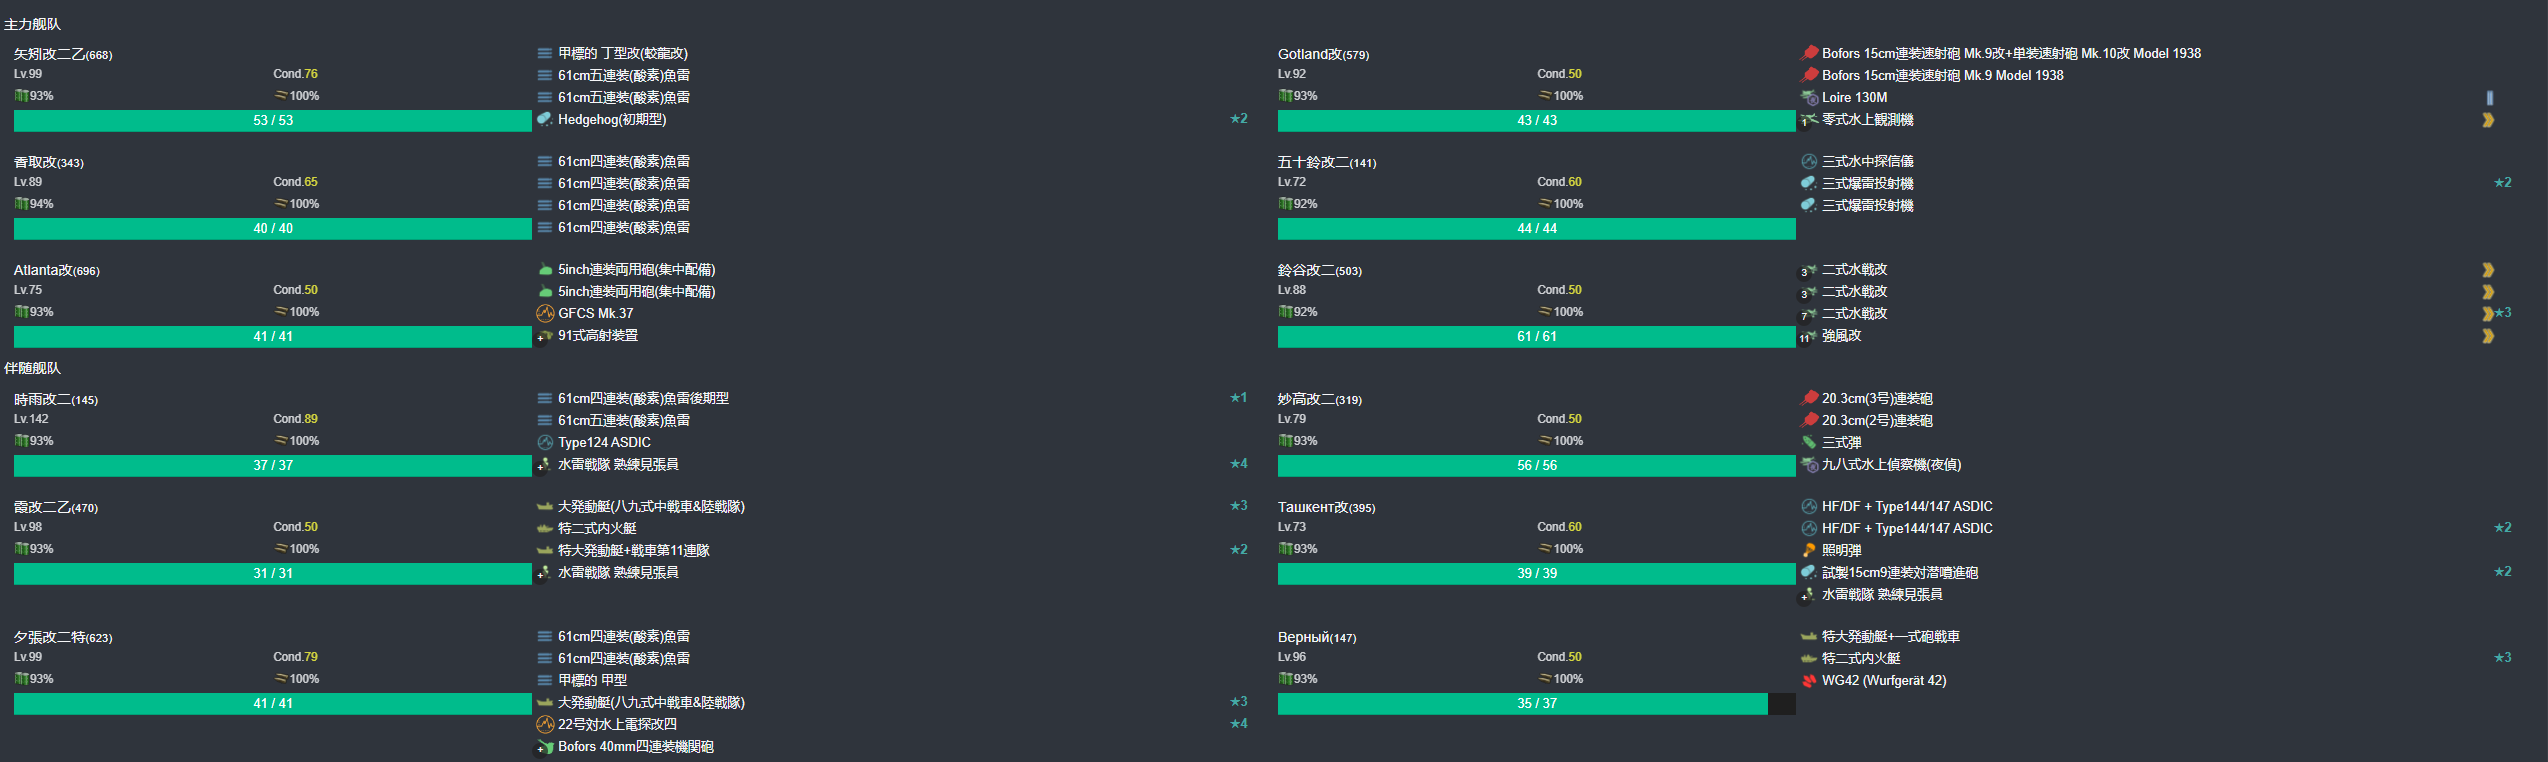 主力舰队
矢矧改二乙(668)
Lv.99 Cond.76
93% 100%
53 / 53
甲標的 丁型改(蛟龍改)
61cm五連装(酸素)魚雷
61cm五連装(酸素)魚雷
Hedgehog(初期型) ★2
Gotland改(579)
Lv.92 Cond.50
93% 100%
43 / 43
Bofors 15cm連装速射砲 Mk.9改+単装速射砲 Mk.10改 Model 1938
Bofors 15cm連装速射砲 Mk.9 Model 1938
Loire 130M
1 零式水上観測機
香取改(343)
Lv.89 Cond.65
94% 100%
40 / 40
61cm四連装(酸素)魚雷
61cm四連装(酸素)魚雷
61cm四連装(酸素)魚雷
61cm四連装(酸素)魚雷
五十鈴改二(141)
Lv.72 Cond.60
92% 100%
44 / 44
三式水中探信儀
三式爆雷投射機 ★2
三式爆雷投射機
Atlanta改(696)
Lv.75 Cond.50
93% 100%
41 / 41
5inch連装両用砲(集中配備)
5inch連装両用砲(集中配備)
GFCS Mk.37
+ 91式高射装置
鈴谷改二(503)
Lv.88 Cond.50
92% 100%
61 / 61
3 二式水戦改
3 二式水戦改
7 二式水戦改 ★3
11 強風改
伴随舰队
時雨改二(145)
Lv.142 Cond.89
93% 100%
37 / 37
61cm四連装(酸素)魚雷後期型 ★1
61cm五連装(酸素)魚雷
Type124 ASDIC
+ 水雷戦隊 熟練見張員 ★4
妙高改二(319)
Lv.79 Cond.50
93% 100%
56 / 56
20.3cm(3号)連装砲
20.3cm(2号)連装砲
三式弾
九八式水上偵察機(夜偵)
霞改二乙(470)
Lv.98 Cond.50
93% 100%
31 / 31
大発動艇(八九式中戦車&陸戦隊) ★3
特二式内火艇
特大発動艇+戦車第11連隊 ★2
+ 水雷戦隊 熟練見張員
Ташкент改(395)
Lv.73 Cond.60
93% 100%
39 / 39
HF/DF + Type144/147 ASDIC
HF/DF + Type144/147 ASDIC ★2
照明弾
試製15cm9連装対潜噴進砲 ★2
+ 水雷戦隊 熟練見張員
夕張改二特(623)
Lv.99 Cond.79
93% 100%
41 / 41
61cm四連装(酸素)魚雷
61cm四連装(酸素)魚雷
甲標的 甲型
大発動艇(八九式中戦車&陸戦隊) ★3
22号対水上電探改四 ★4
+ Bofors 40mm四連装機関砲
Верный(147)
Lv.96 Cond.50
93% 100%
35 / 37
特大発動艇+一式砲戦車
特二式内火艇 ★3
WG42 (Wurfgerät 42)